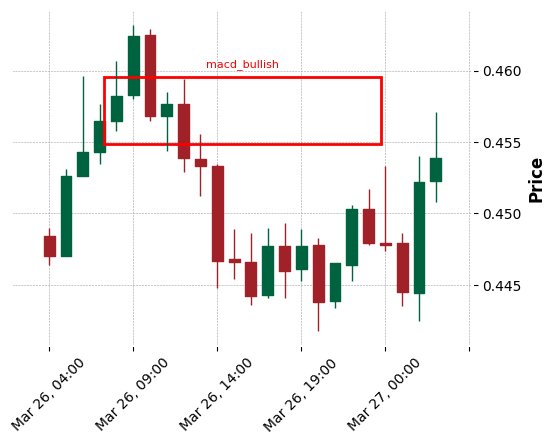 macd_bullish
0.460
0.455
0.450
0.445
Price
Mar 26, 04:00
Mar 26, 09:00
Mar 26, 14:00
Mar 26, 19:00
Mar 27, 00:00